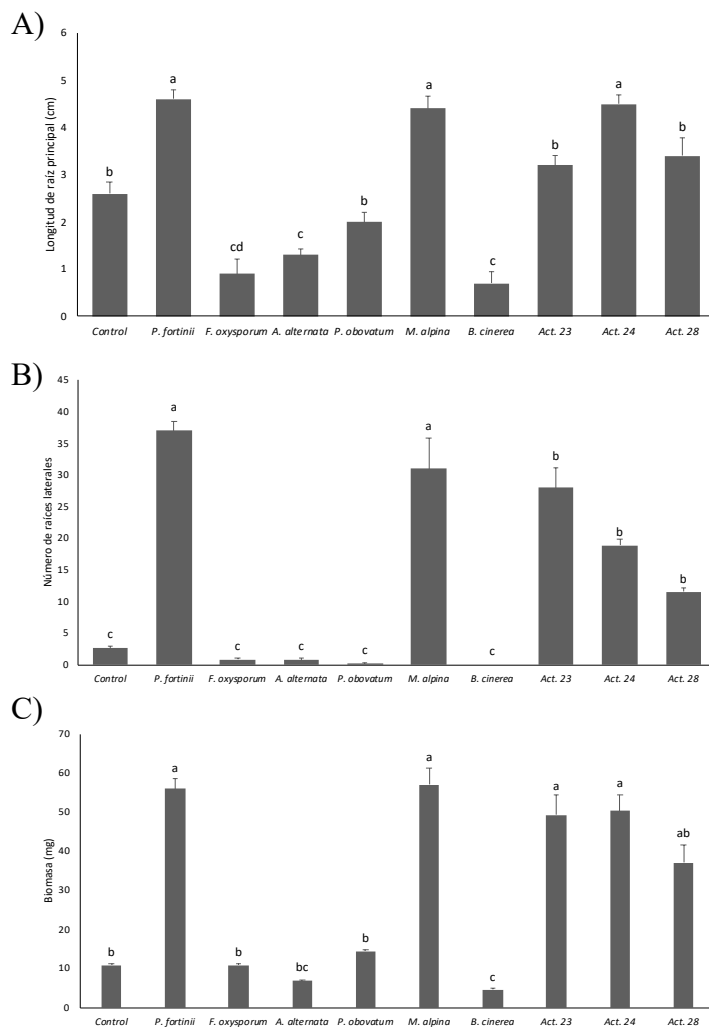 A)
Longitud de raíz principal (cm)
6
5
4
3
2
1
0
b
a
cd
c
b
a
c
b
a
b
Control
P. fortinii
F. oxysporum
A. alternata
P. obovatum
M. alpina
B. cinerea
Act. 23
Act. 24
Act. 28
B)
Número de raíces laterales
45
40
35
30
25
20
15
10
5
0
c
a
c
c
c
a
c
b
b
b
Control
P. fortinii
F. oxysporum
A. alternata
P. obovatum
M. alpina
B. cinerea
Act. 23
Act. 24
Act. 28
C)
Biomasa (mg)
70
60
50
40
30
20
10
0
b
a
b
bc
b
a
c
a
a
ab
Control
P. fortinii
F. oxysporum
A. alternata
P. obovatum
M. alpina
B. cinerea
Act. 23
Act. 24
Act. 28